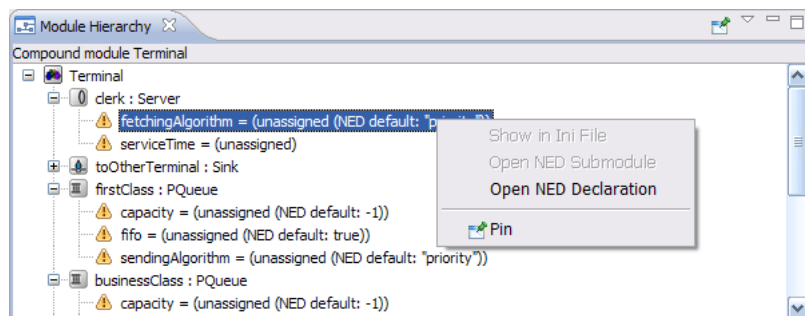 Module Hierarchy
Compound module Terminal
Terminal
clerk : Server
fetchingAlgorithm = (unassigned (NED default: "priority"))
serviceTime = (unassigned)
toOtherTerminal : Sink
firstClass : PQueue
capacity = (unassigned (NED default: -1))
fifo = (unassigned (NED default: true))
sendingAlgorithm = (unassigned (NED default: "priority"))
businessClass : PQueue
capacity = (unassigned (NED default: -1))
Show in Ini File
Open NED Submodule
Open NED Declaration
Pin